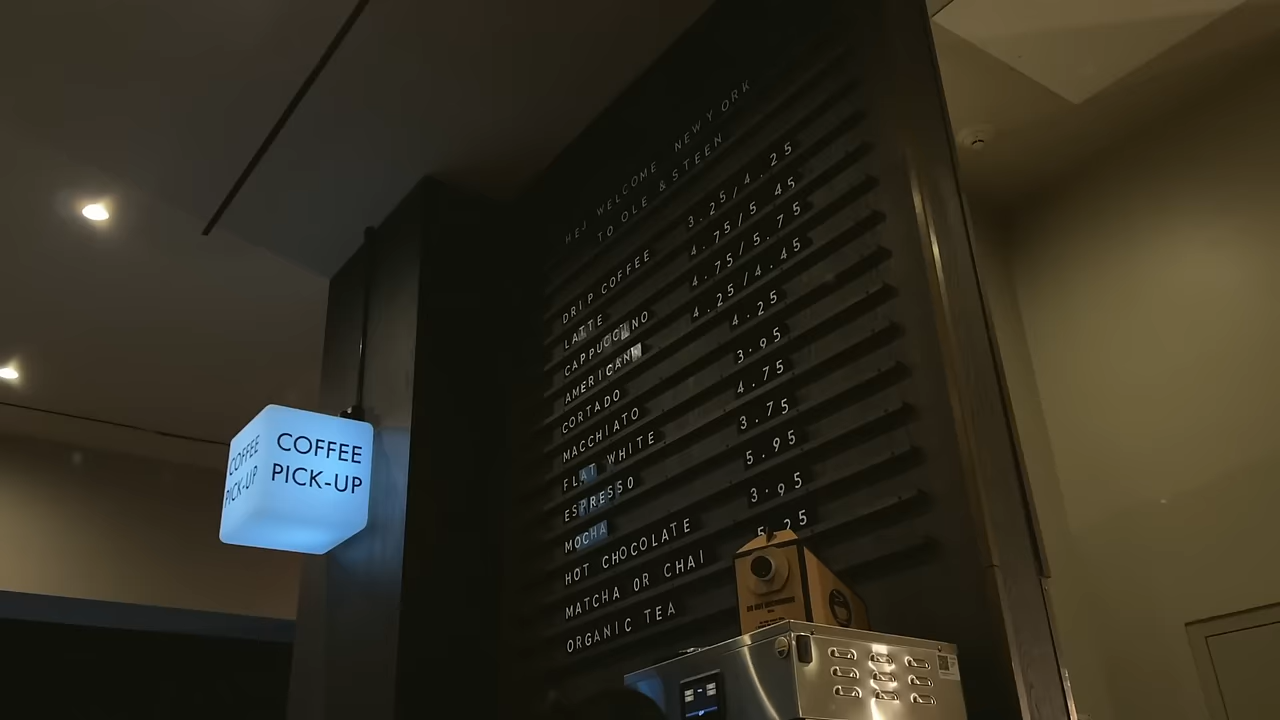 HEJ WELCOME NEW YORK
TO OLE & STEEN
DRIP COFFEE 3.25/4.25
LATTE 4.75/5 45
CAPPUCCINO 4.75/5.75
AMERICANO 4.25/4.45
CORTADO 4.25
MACCHIATO 3.95
FLAT WHITE 4.75
ESPRESSO 3.75
MOCHA 5.95
HOT CHOCOLATE 3.95
MATCHA OR CHAI 5.25
ORGANIC TEA
COFFEE
PICK-UP
COFFEE
PICK-UP